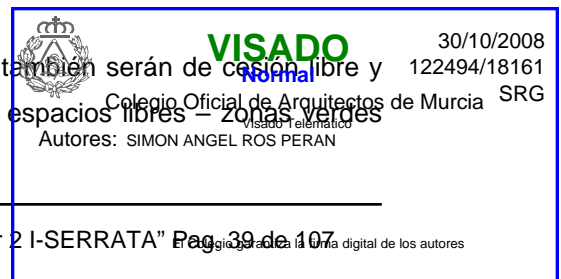 VISADO
Normal
30/10/2008
122494/18161
SRG
también serán de cesión libre y
Colegio Oficial de Arquitectos de Murcia
espacios libres – zonas verdes
Visado Telemático
Autores: SIMON ANGEL ROS PERAN
2 I-SERRATA” Pag. 39 de 107
El Colegio garantiza la firma digital de los autores